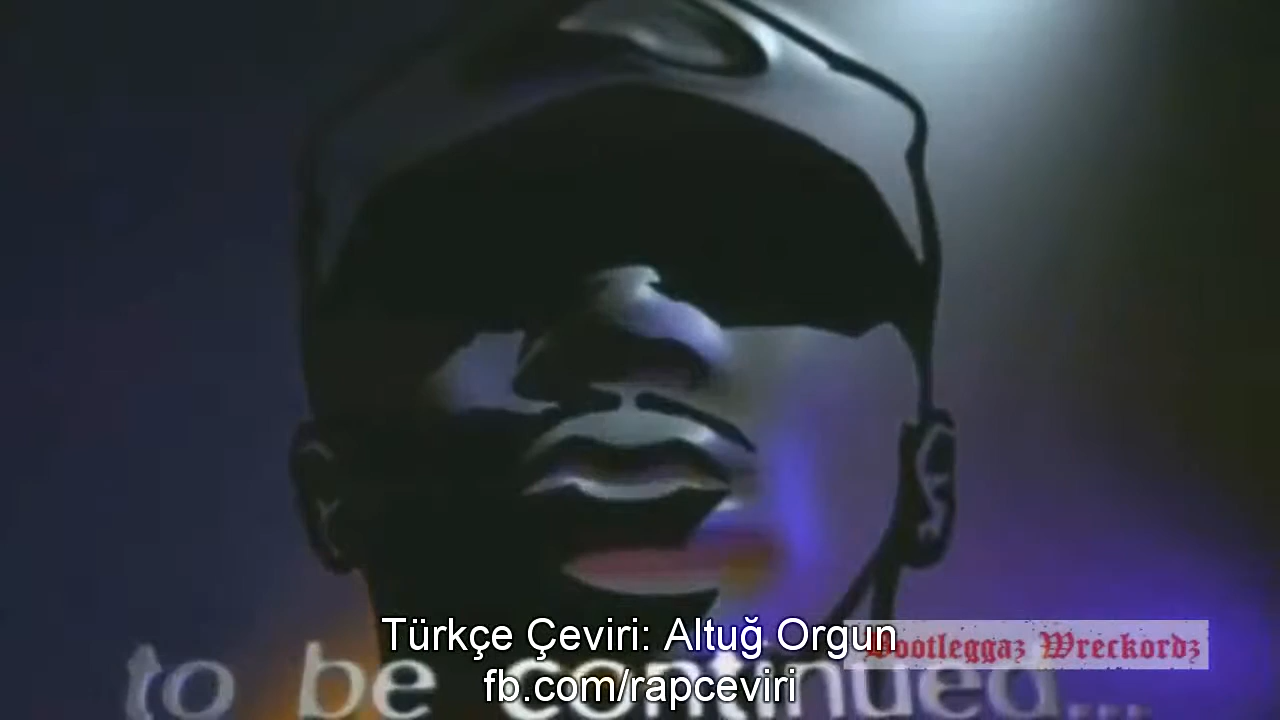 Türkçe Çeviri: Altuğ Orgun
Bootleggaz Wreckordz
to be continued...
fb.com/rapceviri